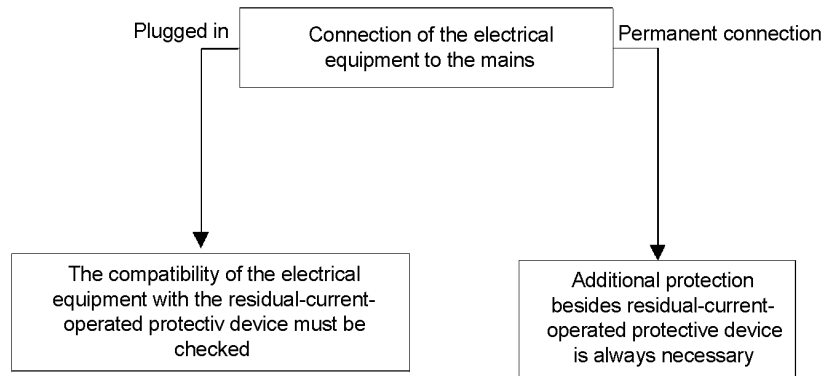 Plugged in
Connection of the electrical
equipment to the mains
Permanent connection
The compatibility of the electrical
equipment with the residual-current-
operated protectiv device must be
checked
Additional protection
besides residual-current-
operated protective device
is always necessary